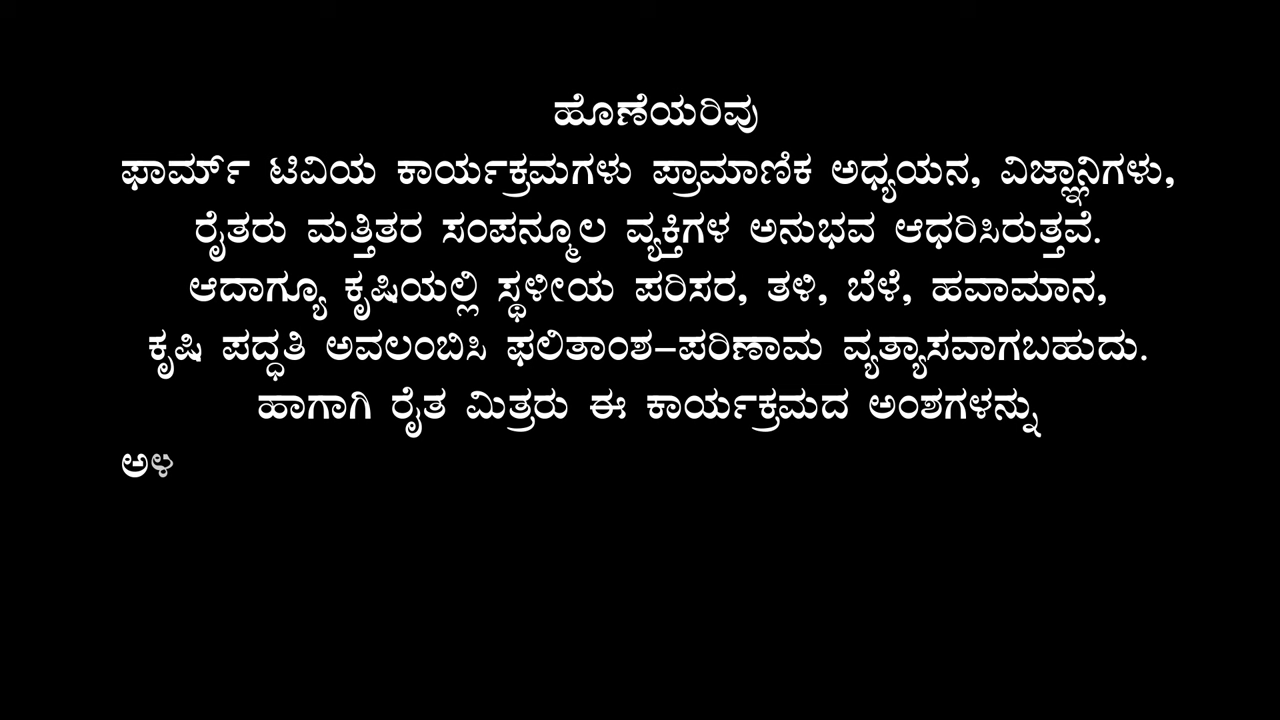 ಹೊಣೆಯರಿವು
ಫಾರ್ಮ್ ಟಿವಿಯ ಕಾರ್ಯಕ್ರಮಗಳು ಪ್ರಾಮಾಣಿಕ ಅಧ್ಯಯನ, ವಿಜ್ಞಾನಿಗಳು,
ರೈತರು ಮತ್ತಿತರ ಸಂಪನ್ಮೂಲ ವ್ಯಕ್ತಿಗಳ ಅನುಭವ ಆಧರಿಸಿರುತ್ತವೆ.
ಆದಾಗ್ಯೂ ಕೃಷಿಯಲ್ಲಿ ಸ್ಥಳೀಯ ಪರಿಸರ, ತಳಿ, ಬೆಳೆ, ಹವಾಮಾನ,
ಕೃಷಿ ಪದ್ಧತಿ ಅವಲಂಬಿಸಿ ಫಲಿತಾಂಶ–ಪರಿಣಾಮ ವ್ಯತ್ಯಾಸವಾಗಬಹುದು.
ಹಾಗಾಗಿ ರೈತ ಮಿತ್ರರು ಈ ಕಾರ್ಯಕ್ರಮದ ಅಂಶಗಳನ್ನು